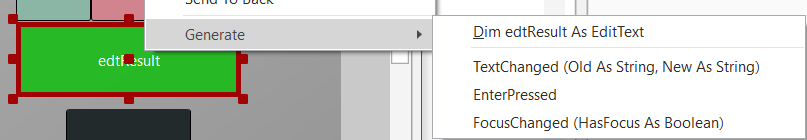 Send To Back
Generate
edtResult
Dim edtResult As EditText
TextChanged (Old As String, New As String)
EnterPressed
FocusChanged (HasFocus As Boolean)